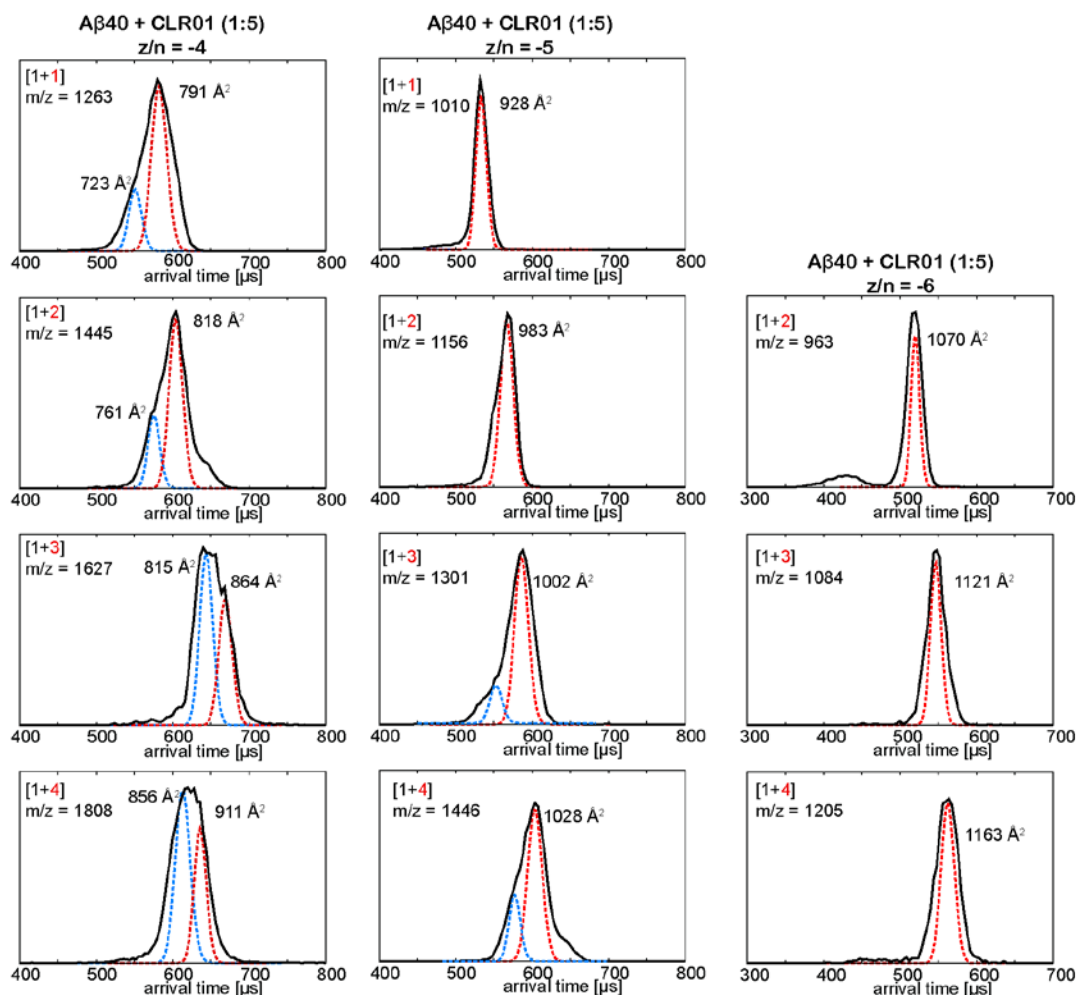 Aβ40 + CLR01 (1:5)
z/n = -4
[1+1]
m/z = 1263
791 Å²
723 Å²
400 500 600 700 800
arrival time [µs]
[1+2]
m/z = 1445
818 Å²
761 Å²
400 500 600 700 800
arrival time [µs]
[1+3]
m/z = 1627
815 Å²
864 Å²
400 500 600 700 800
arrival time [µs]
[1+4]
m/z = 1808
856 Å²
911 Å²
400 500 600 700 800
arrival time [µs]
Aβ40 + CLR01 (1:5)
z/n = -5
[1+1]
m/z = 1010
928 Å²
400 500 600 700 800
arrival time [µs]
[1+2]
m/z = 1156
983 Å²
400 500 600 700 800
arrival time [µs]
[1+3]
m/z = 1301
1002 Å²
400 500 600 700 800
arrival time [µs]
[1+4]
m/z = 1446
1028 Å²
400 500 600 700 800
arrival time [µs]
Aβ40 + CLR01 (1:5)
z/n = -6
[1+2]
m/z = 963
1070 Å²
300 400 500 600 700
arrival time [µs]
[1+3]
m/z = 1084
1121 Å²
300 400 500 600 700
arrival time [µs]
[1+4]
m/z = 1205
1163 Å²
300 400 500 600 700
arrival time [µs]